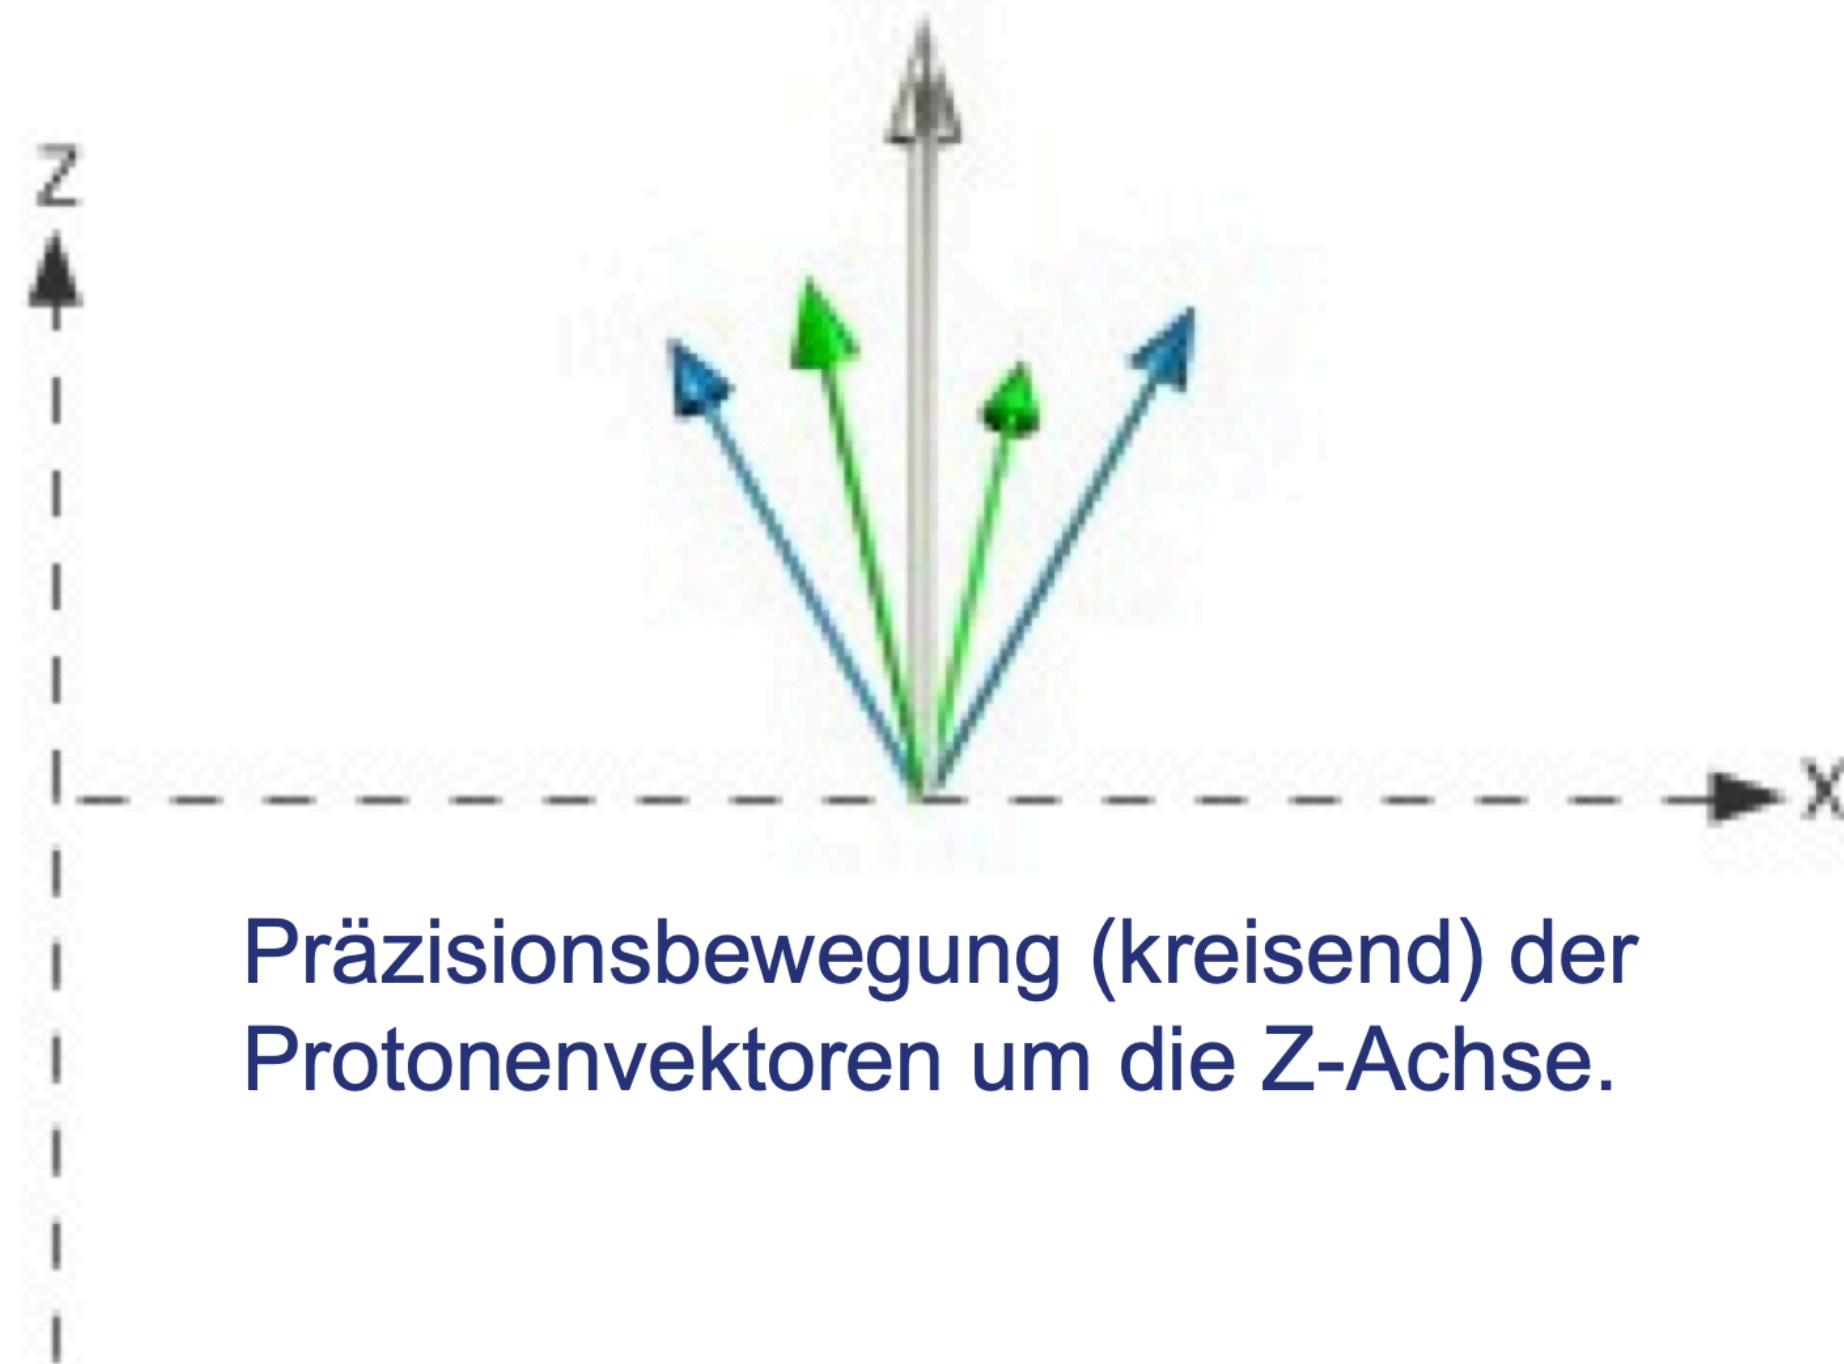 Z
X
Präzisionsbewegung (kreisend) der
Protonenvektoren um die Z-Achse.